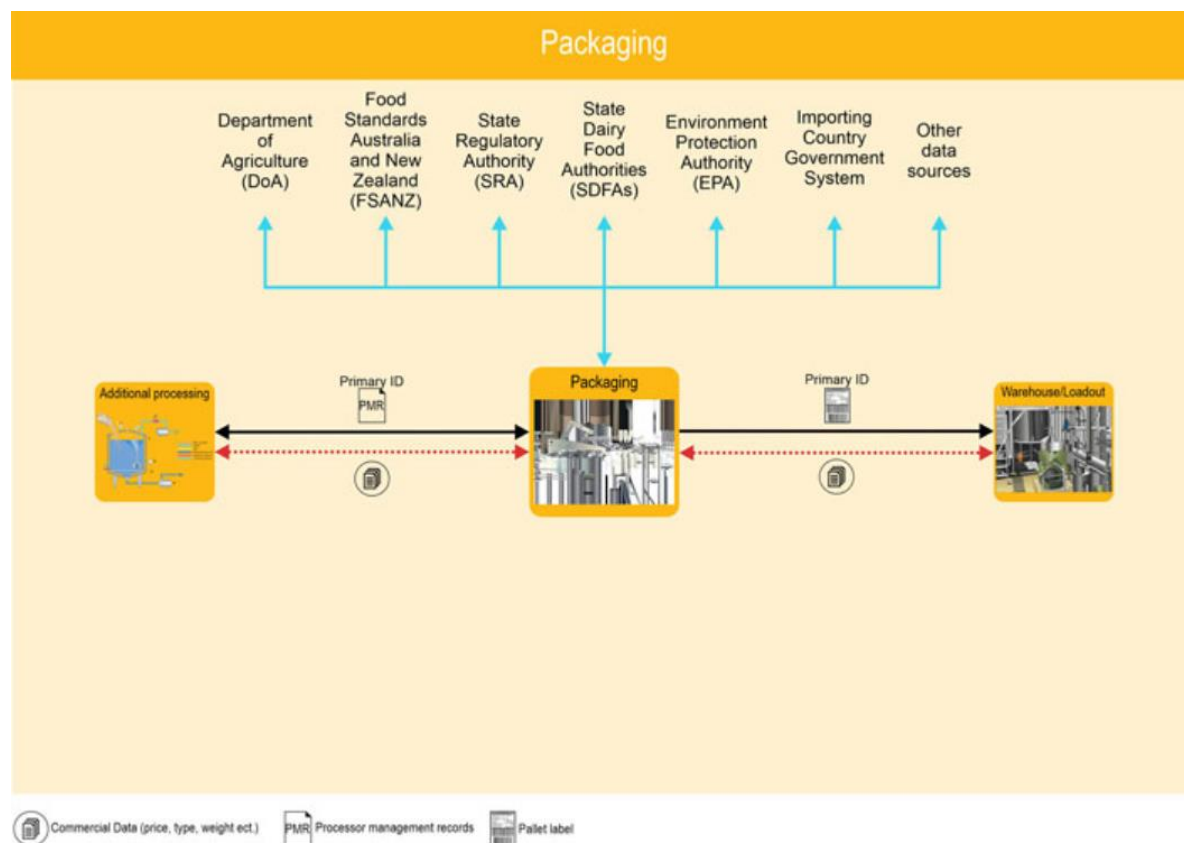 Packaging
Department
of
Agriculture
(DoA)
Food
Standards
Australia
and New
Zealand
(FSANZ)
State
Regulatory
Authority
(SRA)
State
Dairy
Food
Authorities
(SDFAs)
Environment
Protection
Authority
(EPA)
Importing
Country
Government
System
Other
data
sources
Additional processing
Primary ID
PMR
Packaging
Primary ID
Warehouse/Loadout
Commercial Data (price, type, weight ect.)
PMR Processor management records
Pallet label